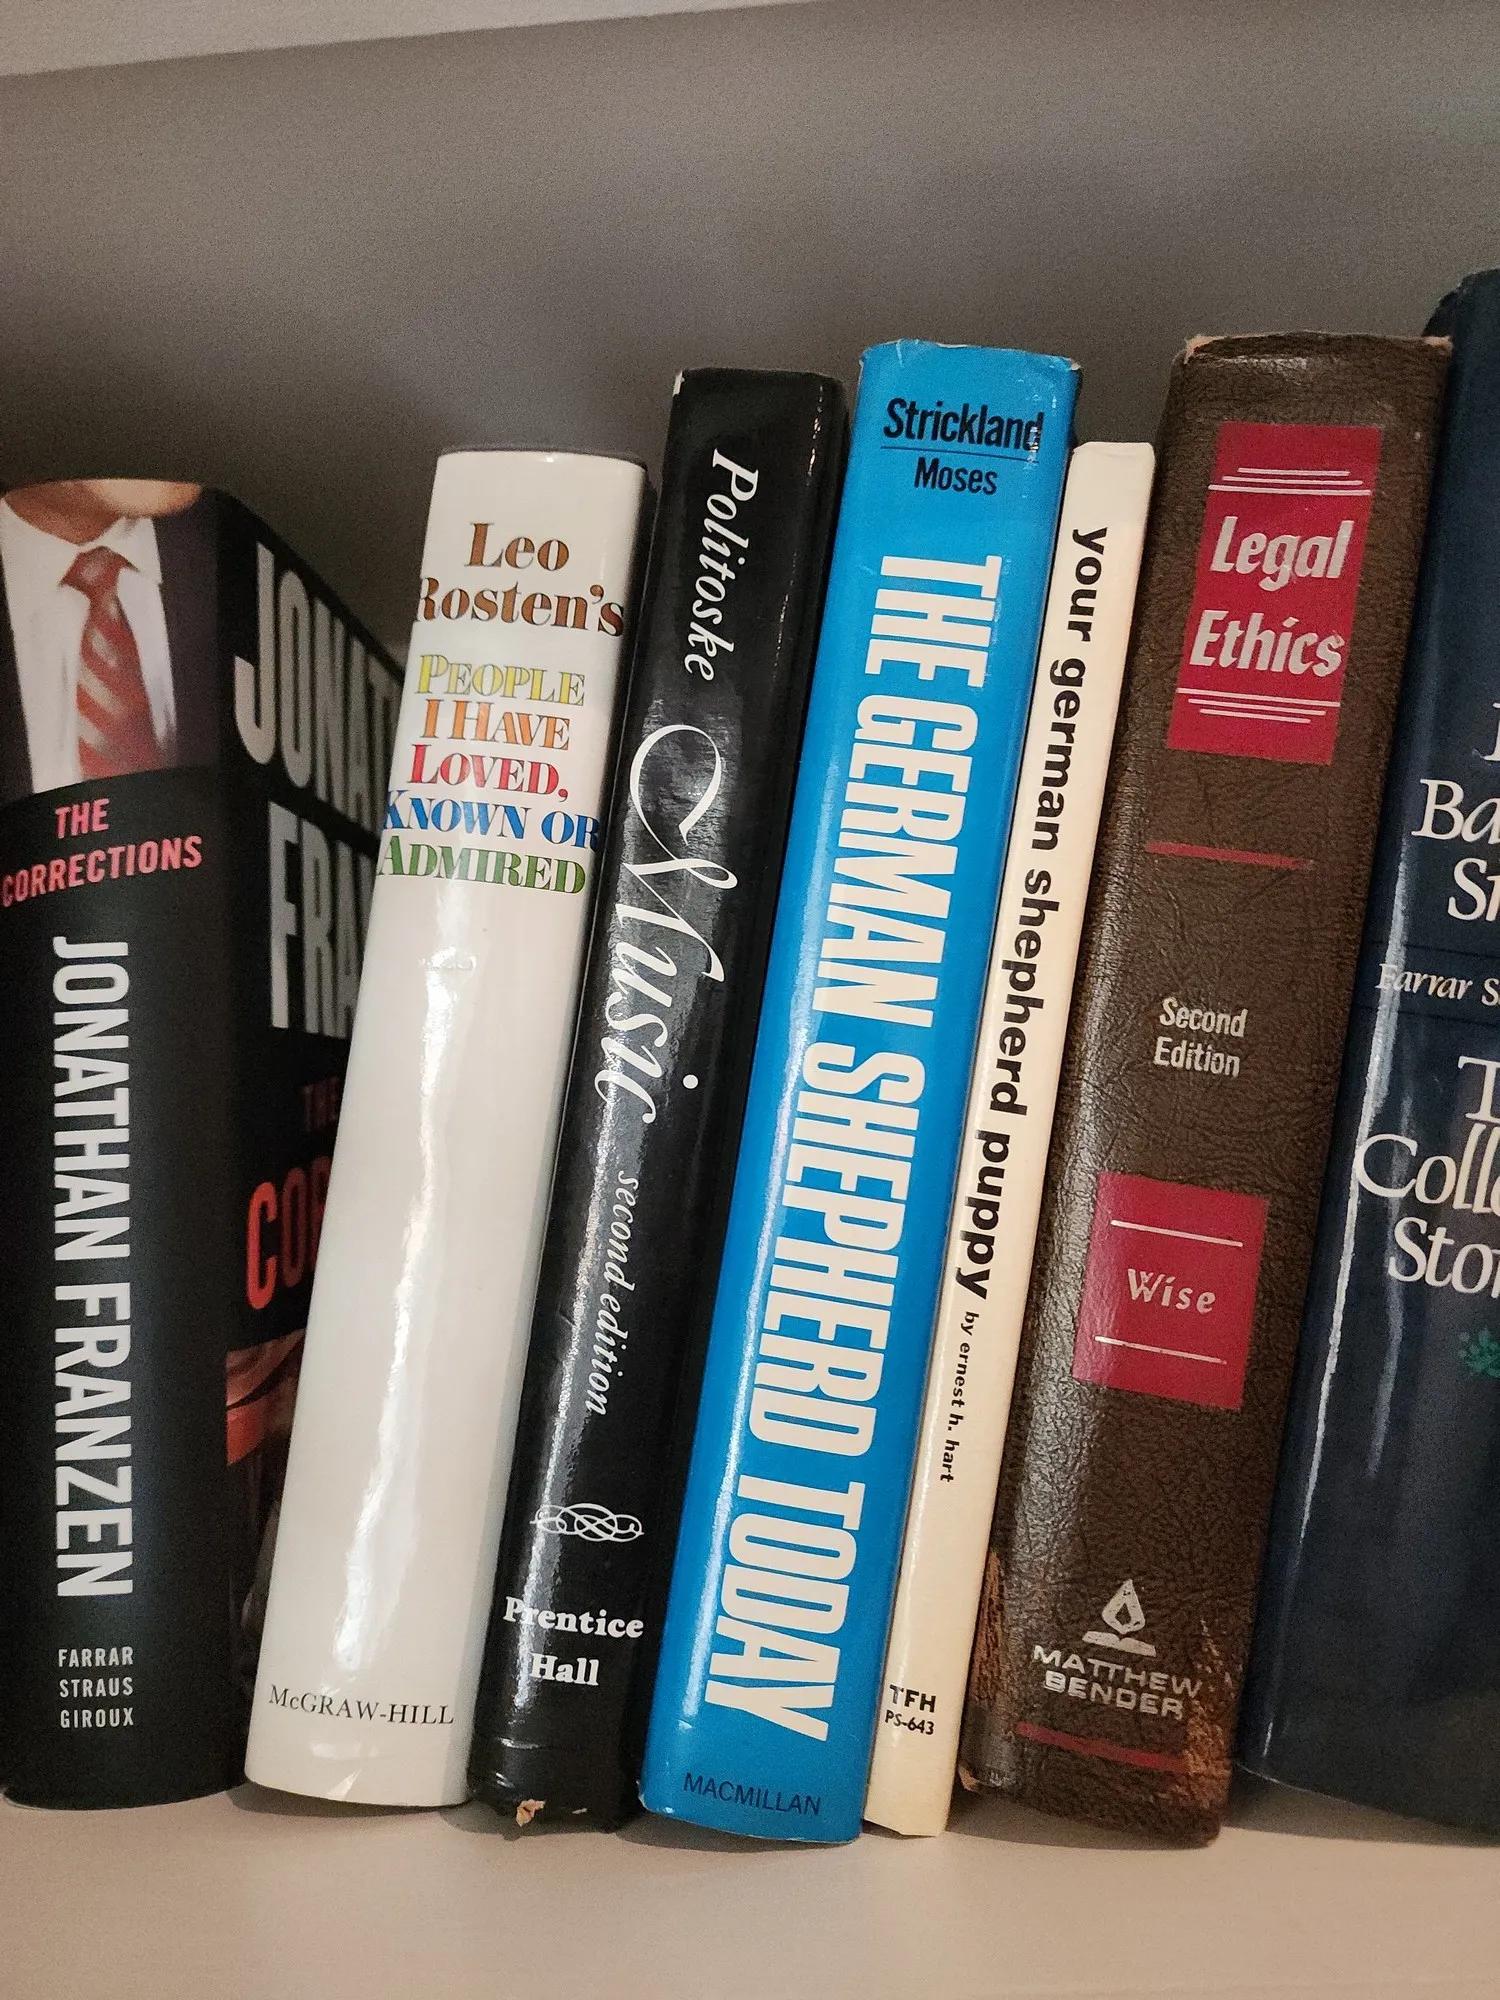 THE
CORRECTIONS
JONATHAN FRANZEN
FARRAR
STRAUS
GIROUX
Leo
Rosten's
PEOPLE
I HAVE
LOVED,
KNOWN OR
ADMIRED
McGRAW-HILL
Politoske
Music
second edition
Prentice
Hall
Strickland
Moses
THE GERMAN SHEPHERD TODAY
MACMILLAN
your german shepherd puppy by ernest h. hart
TFH
PS-643
Legal
Ethics
Second
Edition
Wise
MATTHEW
BENDER
Farrar